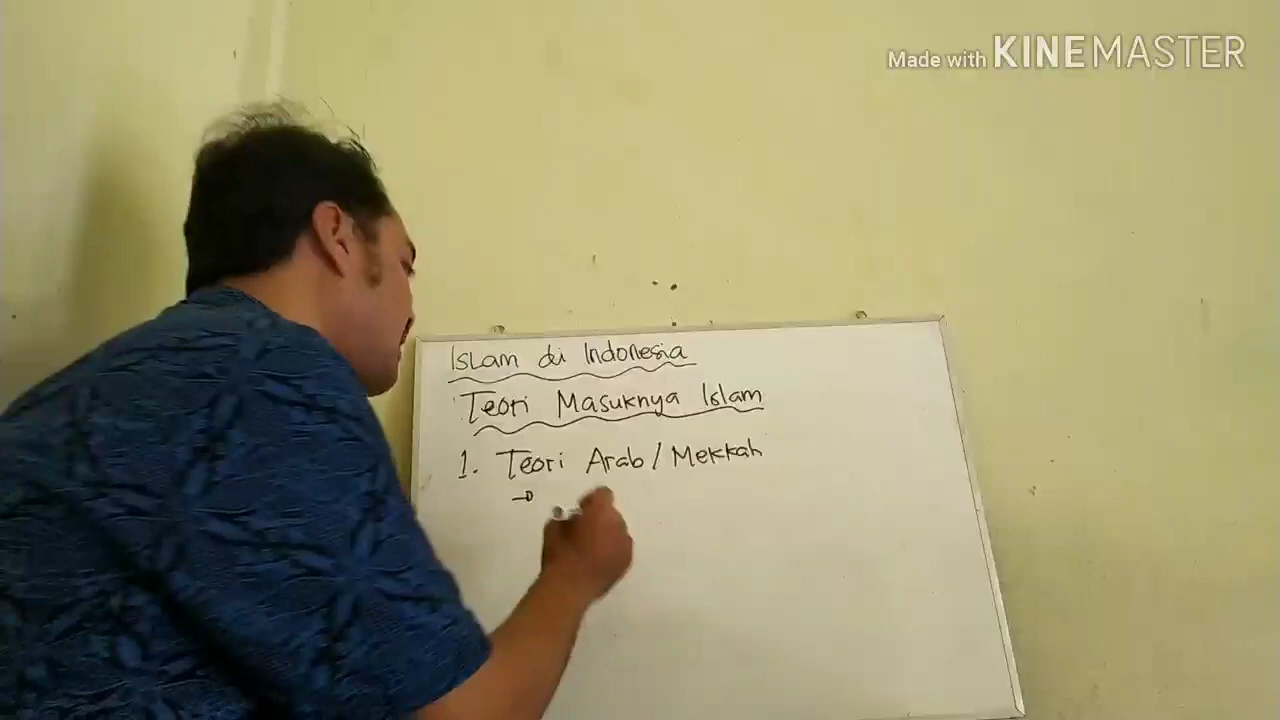 Made with KINEMASTER
Islam di Indonesia
Teori Masuknya Islam
1. Teori Arab / Mekkah
→